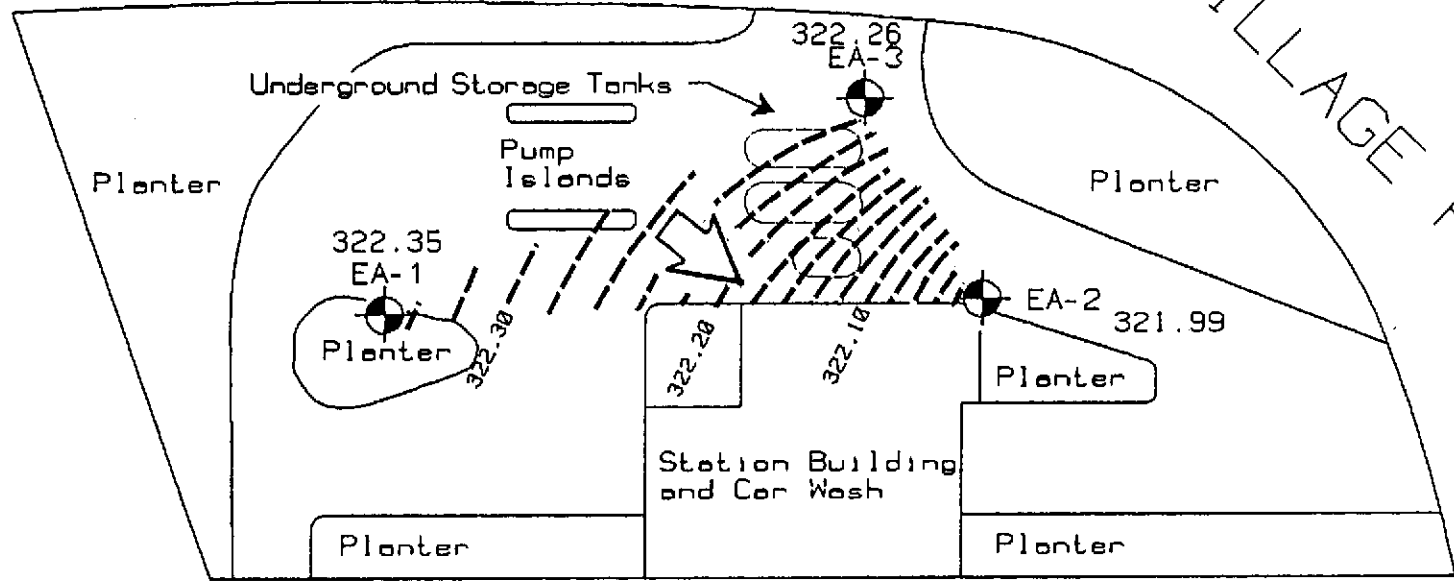 322.26
EA-3
Underground Storage Tanks
Pump
Islands
Planter
Planter
322.35
EA-1
Planter
322.30
322.20
322.10
EA-2
321.99
Planter
Station Building
and Car Wash
Planter
Planter